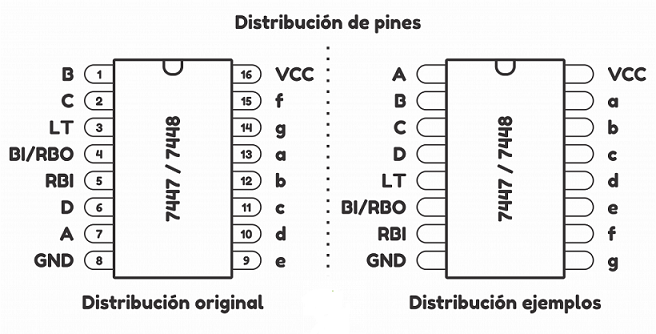 Distribución de pines
B 1 16 VCC
C 2 15 f
LT 3 14 g
BI/RBO 4 13 a
RBI 5 12 b
D 6 11 c
A 7 10 d
GND 8 9 e
7447 / 7448
Distribución original
A VCC
B a
C b
D c
LT d
BI/RBO e
RBI f
GND g
7447 / 7448
Distribución ejemplos